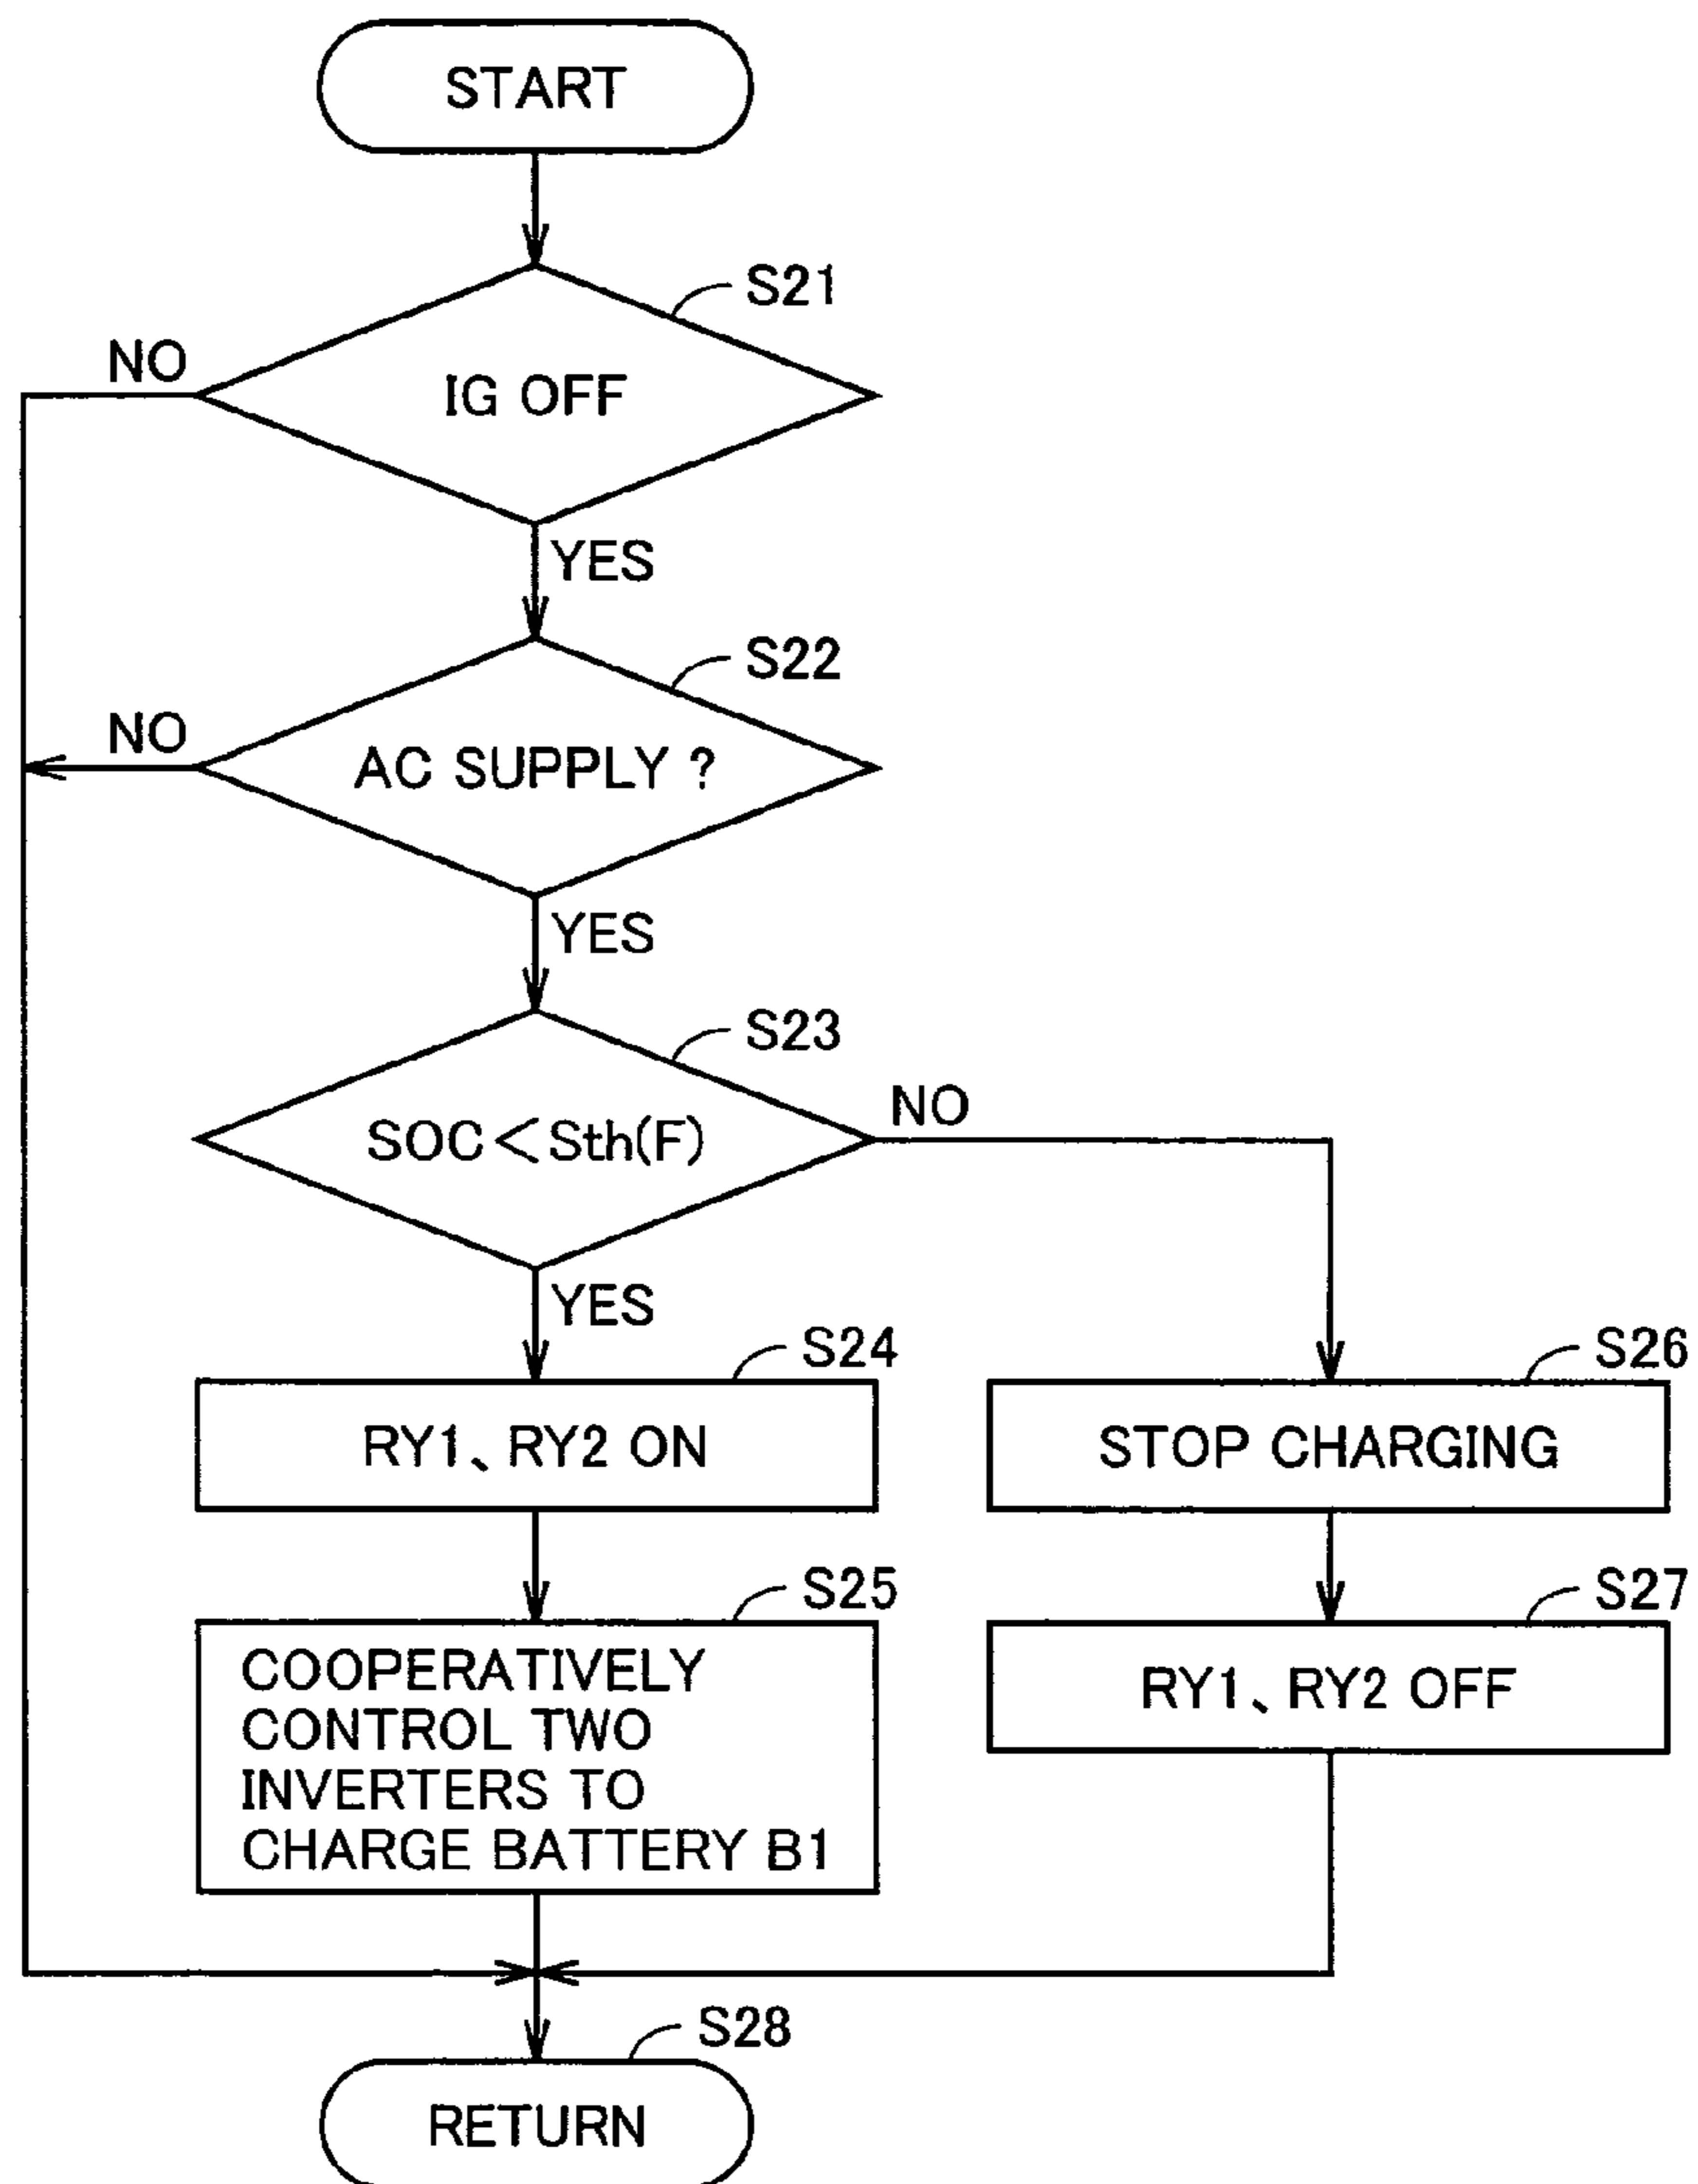 START
S21
NO
IG OFF
YES
S22
NO
AC SUPPLY ?
YES
S23
NO
SOC<Sth(F)
YES
S24
RY1、RY2 ON
S26
STOP CHARGING
S25
COOPERATIVELY
CONTROL TWO
INVERTERS TO
CHARGE BATTERY B1
S27
RY1、RY2 OFF
S28
RETURN